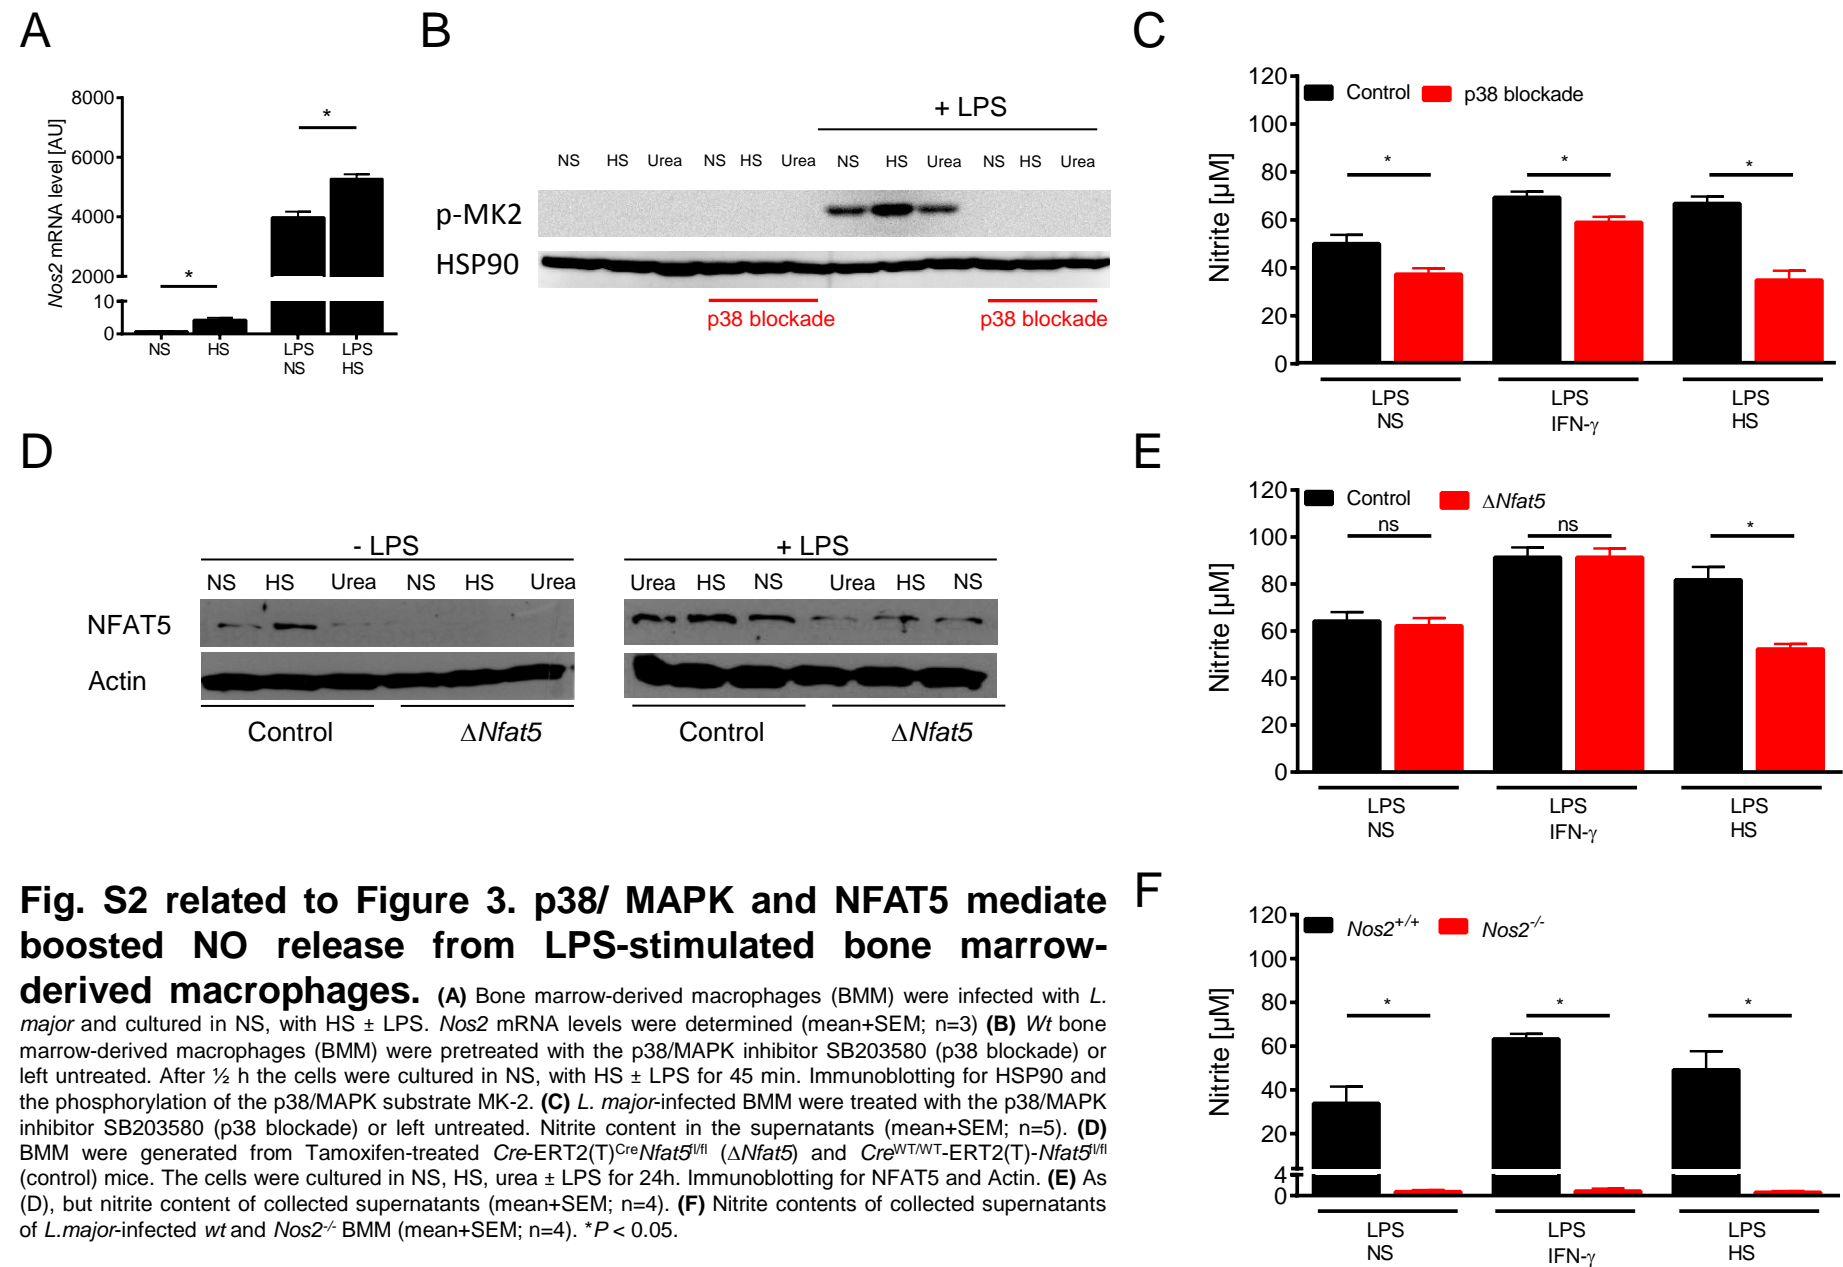 A
8000
6000
4000
2000
10
0
Nos2 mRNA level [AU]
*
*
NS HS LPS LPS
NS HS
B
+ LPS
NS HS Urea NS HS Urea NS HS Urea NS HS Urea
p-MK2
HSP90
p38 blockade p38 blockade
C
120
100
80
60
40
20
0
Nitrite [µM]
Control p38 blockade
* * *
LPS LPS LPS
NS IFN-γ HS
D
- LPS + LPS
NS HS Urea NS HS Urea Urea HS NS Urea HS NS
NFAT5
Actin
Control ΔNfat5 Control ΔNfat5
E
120
100
80
60
40
20
0
Nitrite [µM]
Control ΔNfat5
ns ns *
LPS LPS LPS
NS IFN-γ HS
F
120
100
80
60
40
20
4
0
Nitrite [µM]
Nos2+/+ Nos2-/-
* * *
LPS LPS LPS
NS IFN-γ HS
Fig. S2 related to Figure 3. p38/ MAPK and NFAT5 mediate
boosted NO release from LPS-stimulated bone marrow-
derived macrophages. (A) Bone marrow-derived macrophages (BMM) were infected with L.
major and cultured in NS, with HS ± LPS. Nos2 mRNA levels were determined (mean+SEM; n=3) (B) Wt bone
marrow-derived macrophages (BMM) were pretreated with the p38/MAPK inhibitor SB203580 (p38 blockade) or
left untreated. After ½ h the cells were cultured in NS, with HS ± LPS for 45 min. Immunoblotting for HSP90 and
the phosphorylation of the p38/MAPK substrate MK-2. (C) L. major-infected BMM were treated with the p38/MAPK
inhibitor SB203580 (p38 blockade) or left untreated. Nitrite content in the supernatants (mean+SEM; n=5). (D)
BMM were generated from Tamoxifen-treated Cre-ERT2(T)CreNfat5fl/fl (ΔNfat5) and CreWT/WT-ERT2(T)-Nfat5fl/fl
(control) mice. The cells were cultured in NS, HS, urea ± LPS for 24h. Immunoblotting for NFAT5 and Actin. (E) As
(D), but nitrite content of collected supernatants (mean+SEM; n=4). (F) Nitrite contents of collected supernatants
of L.major-infected wt and Nos2-/- BMM (mean+SEM; n=4). *P < 0.05.